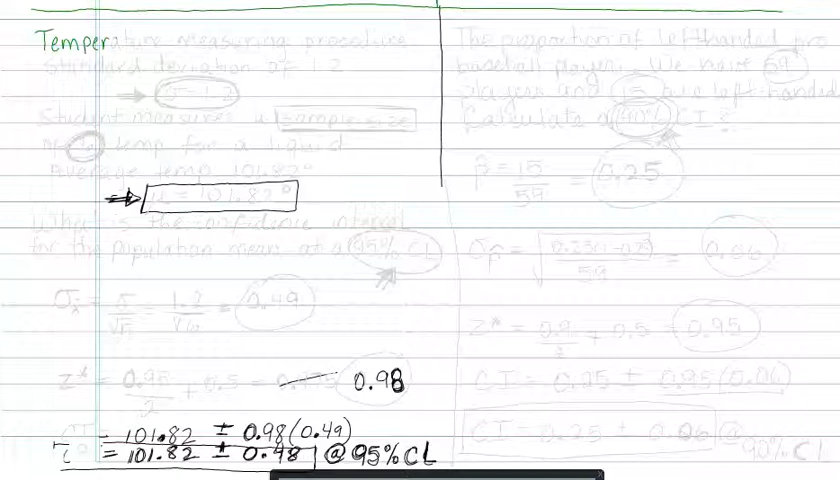 Temperature measuring procedure
Standard deviation of 1.2
σ = 1.2
Student measures a sample size
of 6 temp for a liquid
Average temp 101.82°
= 101.82°
What is the confidence interval
for the population mean at a 95% CL
σx̄ = σ/√n = 1.2/√6 = 0.49
Z* = 0.95/2 + 0.5 = 0.975 0.98
= 101.82 ± 0.98(0.49)
= 101.82 ± 0.48 @ 95% CL
The proportion of lefthanded pro
baseball players. We have 59
players and 15 are left-handed
Calculate a 90% CI
p̂ = 15/59 = 0.25
σp̂ = √0.25(1-0.25)/59 = 0.06
Z* = 0.9/2 + 0.5 = 0.95
CI = 0.25 ± 0.95(0.06)
CI = 0.25 ± 0.06 @ 90% CL